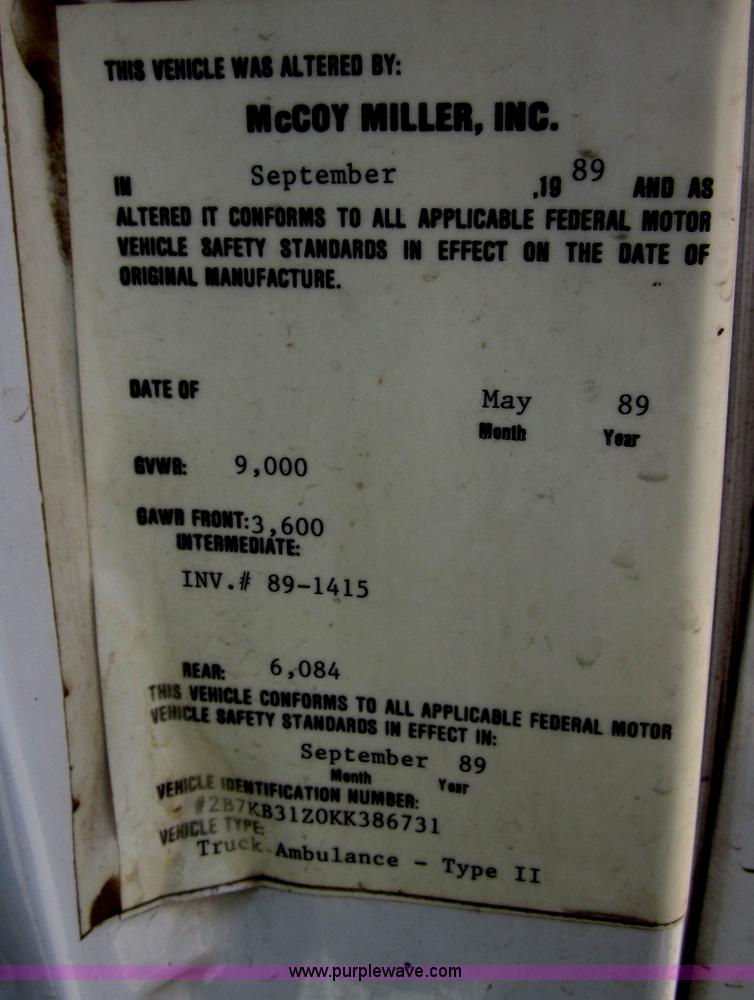 THIS VEHICLE WAS ALTERED BY:
McCOY MILLER, INC.
IN September ,19 89 AND AS
ALTERED IT CONFORMS TO ALL APPLICABLE FEDERAL MOTOR
VEHICLE SAFETY STANDARDS IN EFFECT ON THE DATE OF
ORIGINAL MANUFACTURE.
DATE OF May 89
Month Year
GVWR: 9,000
GAWR FRONT: 3,600
INTERMEDIATE:
INV.# 89-1415
REAR: 6,084
THIS VEHICLE CONFORMS TO ALL APPLICABLE FEDERAL MOTOR
VEHICLE SAFETY STANDARDS IN EFFECT IN:
September 89
Month Year
VEHICLE IDENTIFICATION NUMBER:
#2B7KB31Z0KK386731
VEHICLE TYPE:
Truck Ambulance - Type II
www.purplewave.com